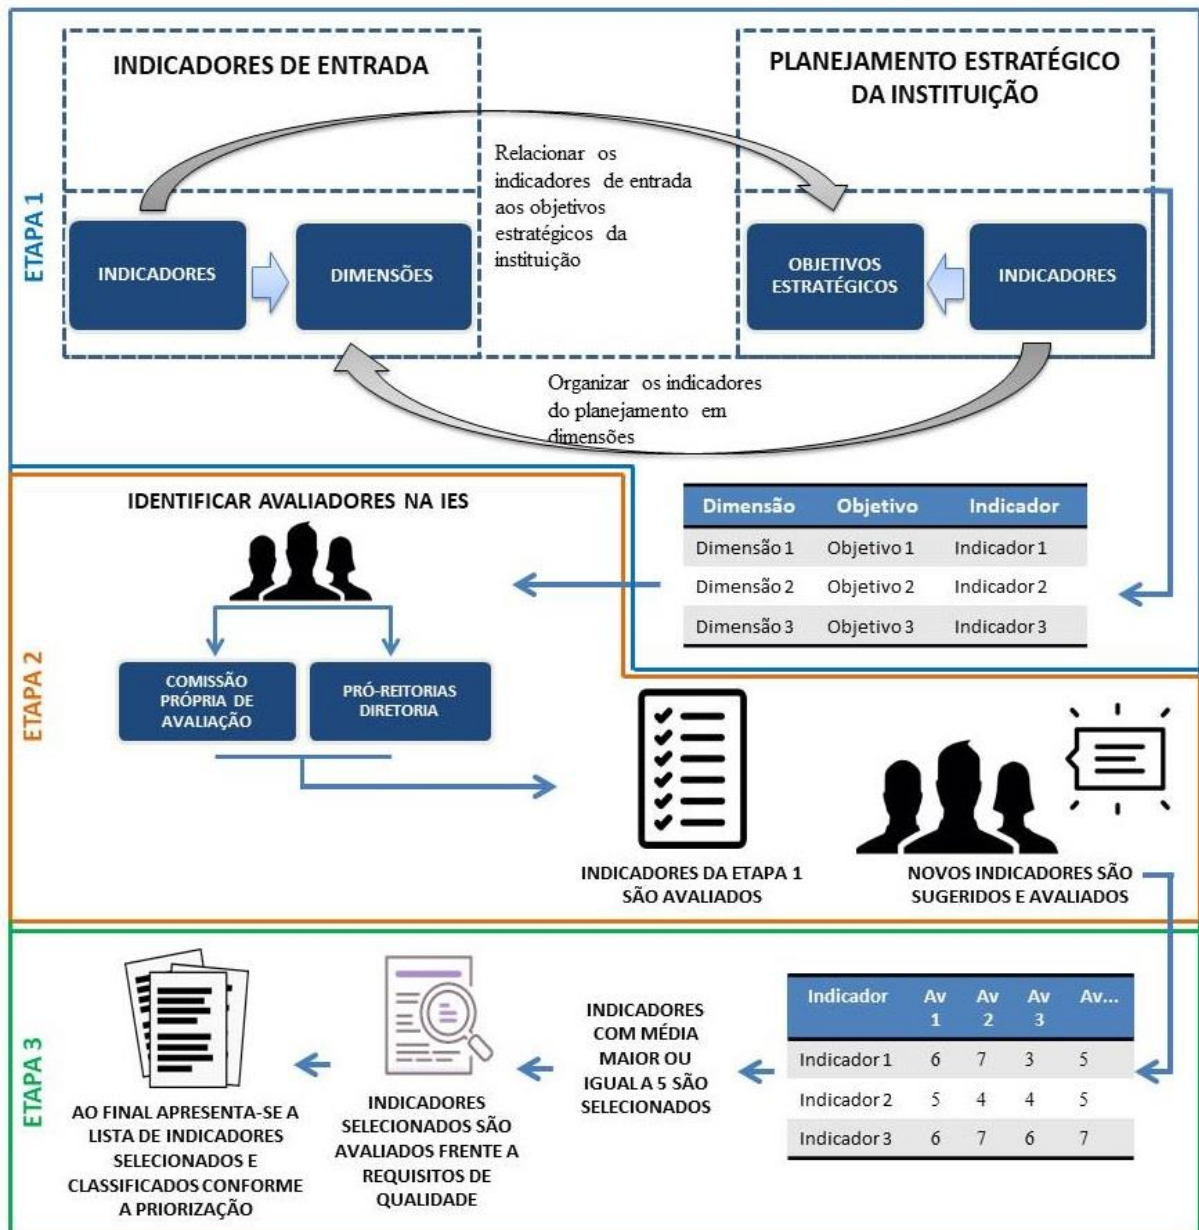 ETAPA 1
INDICADORES DE ENTRADA
PLANEJAMENTO ESTRATÉGICO
DA INSTITUIÇÃO
Relacionar os
indicadores de entrada
aos objetivos
estratégicos da
instituição
INDICADORES
DIMENSÕES
OBJETIVOS
ESTRATÉGICOS
INDICADORES
Organizar os indicadores
do planejamento em
dimensões
Dimensão Objetivo Indicador
Dimensão 1 Objetivo 1 Indicador 1
Dimensão 2 Objetivo 2 Indicador 2
Dimensão 3 Objetivo 3 Indicador 3
ETAPA 2
IDENTIFICAR AVALIADORES NA IES
COMISSÃO
PRÓPRIA DE
AVALIAÇÃO
PRÓ-REITORIAS
DIRETORIA
INDICADORES DA ETAPA 1
SÃO AVALIADOS
NOVOS INDICADORES SÃO
SUGERIDOS E AVALIADOS
ETAPA 3
Indicador Av 1 Av 2 Av 3 Av...
Indicador 1 6 7 3 5
Indicador 2 5 4 4 5
Indicador 3 6 7 6 7
INDICADORES
COM MÉDIA
MAIOR OU
IGUAL A 5 SÃO
SELECIONADOS
INDICADORES
SELECIONADOS SÃO
AVALIADOS FRENTE A
REQUISITOS DE
QUALIDADE
AO FINAL APRESENTA-SE A
LISTA DE INDICADORES
SELECIONADOS E
CLASSIFICADOS CONFORME
A PRIORIZAÇÃO